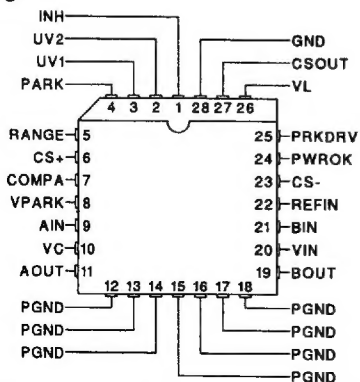 INH
UV2
UV1
PARK
GND
CSOUT
VL
4 3 2 1 28 27 26
RANGE 5
CS+ 6
COMPA 7
VPARK 8
AIN 9
VC 10
AOUT 11
25 PRKDRV
24 PWROK
23 CS-
22 REFIN
21 BIN
20 VIN
19 BOUT
12 13 14 15 16 17 18
PGND
PGND
PGND
PGND
PGND
PGND
PGND